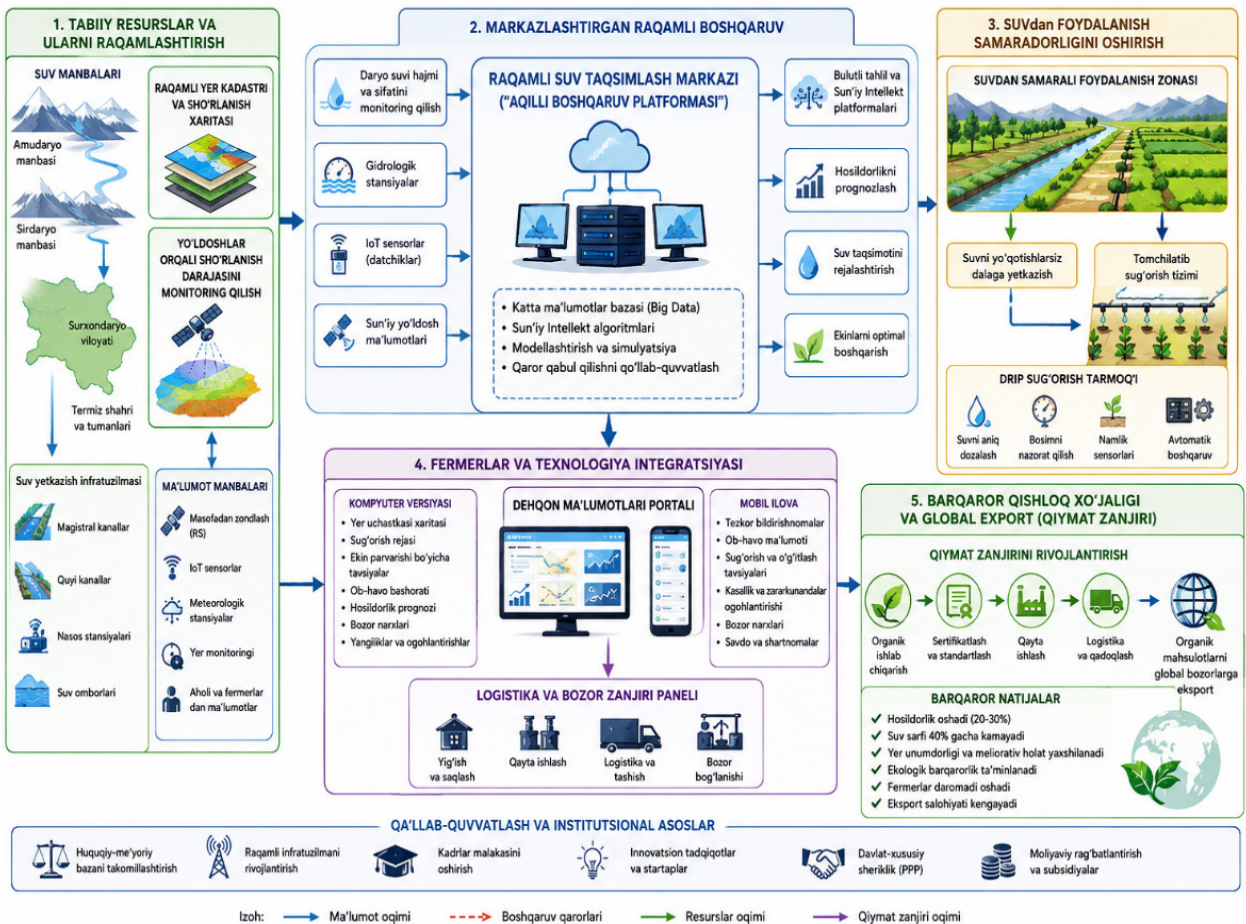 1. TABIIY RESURSLAR VA
ULARNI RAQAMLASHTIRISH
SUV MANBALARI
Amudaryo
manbasi
Sirdaryo
manbasi
Surxondaryo
viloyati
Termiz shahri
va tumanlari
RAQAMLI YER KADASTRI
VA SHO‘RLANISH
XARITASI
YO‘LDOSHLAR
ORQALI SHO‘RLANISH
DARAJASINI
MONITORING QILISH
Suv yetkazish infratuzilmasi
Magistral kanallar
Quyi kanallar
Nasos stansiyalari
Suv omborlari
MA’LUMOT MANBALARI
Masofadan zondlash
(RS)
IoT sensorlar
Meteorologik
stansiyalar
Yer monitoringi
Aholi va fermerlar
dan ma’lumotlar
2. MARKAZLASHTIRGAN RAQAMLI BOSHQARUV
Daryo suvi hajmi
va sifatini
monitoring qilish
Gidrologik
stansiyalar
IoT sensorlar
(datchiklar)
Sun’iy yo‘ldosh
ma’lumotlari
RAQAMLI SUV TAQSIMLASH MARKAZI
(“AQILLI BOSHQARUV PLATFORMASI”)
• Katta ma’lumotlar bazasi (Big Data)
• Sun’iy Intellekt algoritmlari
• Modellashtirish va simulyatsiya
• Qaror qabul qilishni qo‘llab-quvvatlash
Bulutli tahlil va
Sun’iy Intellekt
platformalari
Hosildorlikni
prognozlash
Suv taqsimotini
rejalashtirish
Ekinlarni optimal
boshqarish
3. SUVdan FOYDALANISH
SAMARADORLIGINI OSHIRISH
SUVDAN SAMARALI FOYDALANISH ZONASI
Suvni yo‘qotishlarsiz
dalaga yetkazish
Tomchilatib
sug‘orish tizimi
DRIP SUG‘ORISH TARMOQ‘I
Suvni aniq
dozalash
Bosimni
nazorat qilish
Namlik
sensorlari
Avtomatik
boshqaruv
4. FERMERLAR VA TEXNOLOGIYA INTEGRATSIYASI
KOMPYUTER VERSIYASI
• Yer uchastkasi xaritasi
• Sug‘orish rejasi
• Ekin parvarishi bo‘yicha
tavsiyalar
• Ob-havo bashorati
• Hosildorlik prognozi
• Bozor narxlari
• Yangiliklar va ogohlantirishlar
DEHQON MA’LUMOTLARI PORTALI
MOBIL ILOVA
• Tezkor bildirishnomalar
• Ob-havo ma’lumoti
• Sug‘orish va o‘g‘itlash
tavsiyalari
• Kasallik va zararkunandalar
ogohlantirishi
• Bozor narxlari
• Savdo va shartnomalar
LOGISTIKA VA BOZOR ZANJIRI PANELI
Yig‘ish
va saqlash
Qayta ishlash
Logistika va
tashish
Bozor
bog‘lanishi
5. BARQAROR QISHLOQ XO‘JALIGI
VA GLOBAL EXPORT (QIYMAT ZANJIRI)
QIYMAT ZANJIRINI RIVOJLANTIRISH
Organik
ishlab
chiqarish
Sertifikatlash
va standartlash
Qayta
ishlash
Logistika
va qadoqlash
Organik
mahsulotlarni
global bozorlarga
eksport
BARQAROR NATIJALAR
✓ Hosildorlik oshadi (20-30%)
✓ Suv sarfi 40% gacha kamayadi
✓ Yer unumdorligi va meliorativ holat yaxshilanadi
✓ Ekologik barqarorlik ta’minlanadi
✓ Fermerlar daromadi oshadi
✓ Eksport salohiyati kengayadi
QA’LLAB-QUVVATLASH VA INSTITUTSIONAL ASOSLAR
Huquqiy-me’yoriy
bazani takomillashtirish
Raqamli infratuzilmani
rivojlantirish
Kadrlar malakasini
oshirish
Innovatsion tadqiqotlar
va startaplar
Davlat-xususiy
sheriklik (PPP)
Moliyaviy rag‘batlantirish
va subsidiyalar
Izoh: Ma’lumot oqimi Boshqaruv qarorlari Resurslar oqimi Qiymat zanjiri oqimi